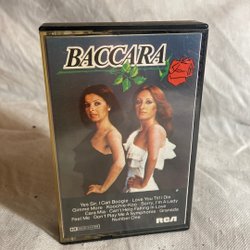 BACCARA
Yes Sir, I Can Boogie · Love You Till I Die
Gimme More · Koochie-Koo · Sorry, I'm A Lady
Cara Mia · Can't Help Falling In Love
Feel Me · Don't Play Me A Symphonie · Granada
Number One
RCA